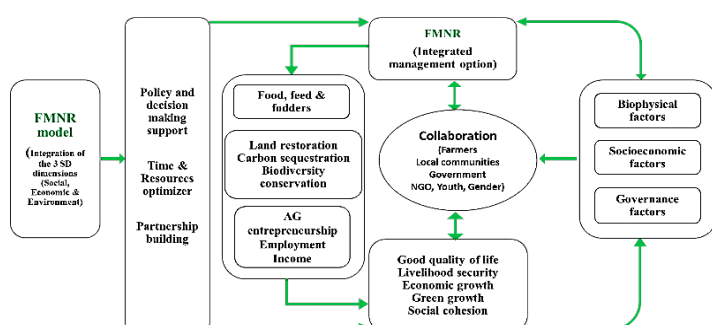 FMNR
model
(Integration of
the 3 SD
dimensions
(Social,
Economic &
Environment)
Policy and
decision
making
support
Time &
Resources
optimizer
Partnership
building
Food, feed &
fudders
Land restoration
Carbon sequestration
Biodiversity
conservation
AG
entrepreneurship
Employment
Income
FMNR
(Integrated
management option)
Collaboration
(Farmers
Local communities
Government
NGO, Youth, Gender)
Good quality of life
Livelihood security
Economic growth
Green growth
Social cohesion
Biophysical
factors
Socioeconomic
factors
Governance
factors